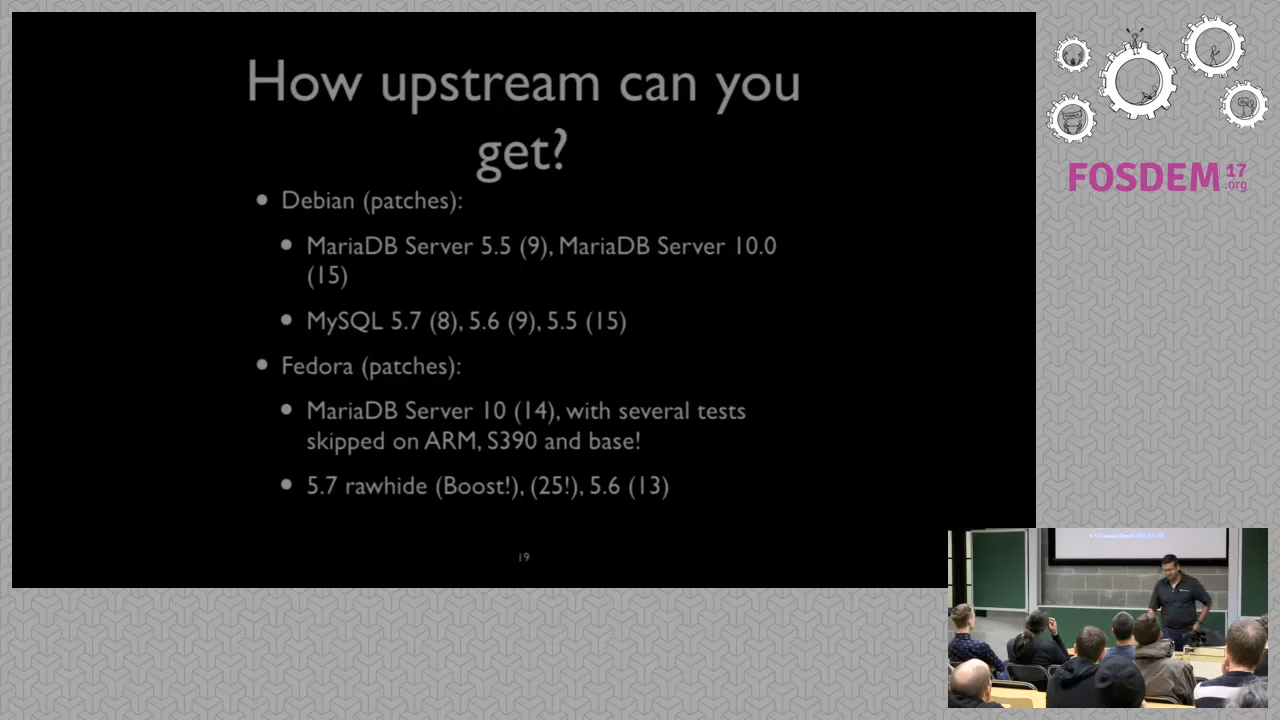 How upstream can you
get?
• Debian (patches):
• MariaDB Server 5.5 (9), MariaDB Server 10.0
(15)
• MySQL 5.7 (8), 5.6 (9), 5.5 (15)
• Fedora (patches):
• MariaDB Server 10 (14), with several tests
skipped on ARM, S390 and base!
• 5.7 rawhide (Boost!), (25!), 5.6 (13)
19
FOSDEM 17
.org